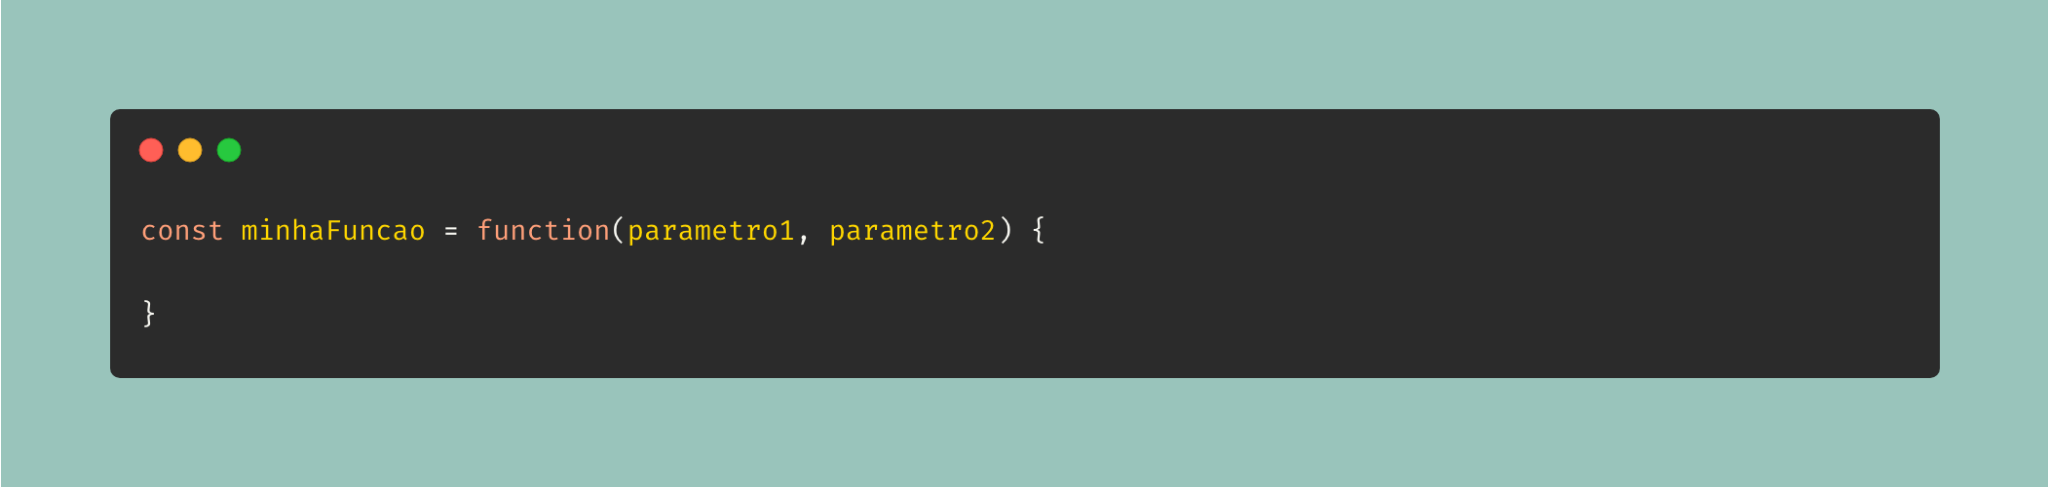 const minhaFuncao = function(parametro1, parametro2) {
}